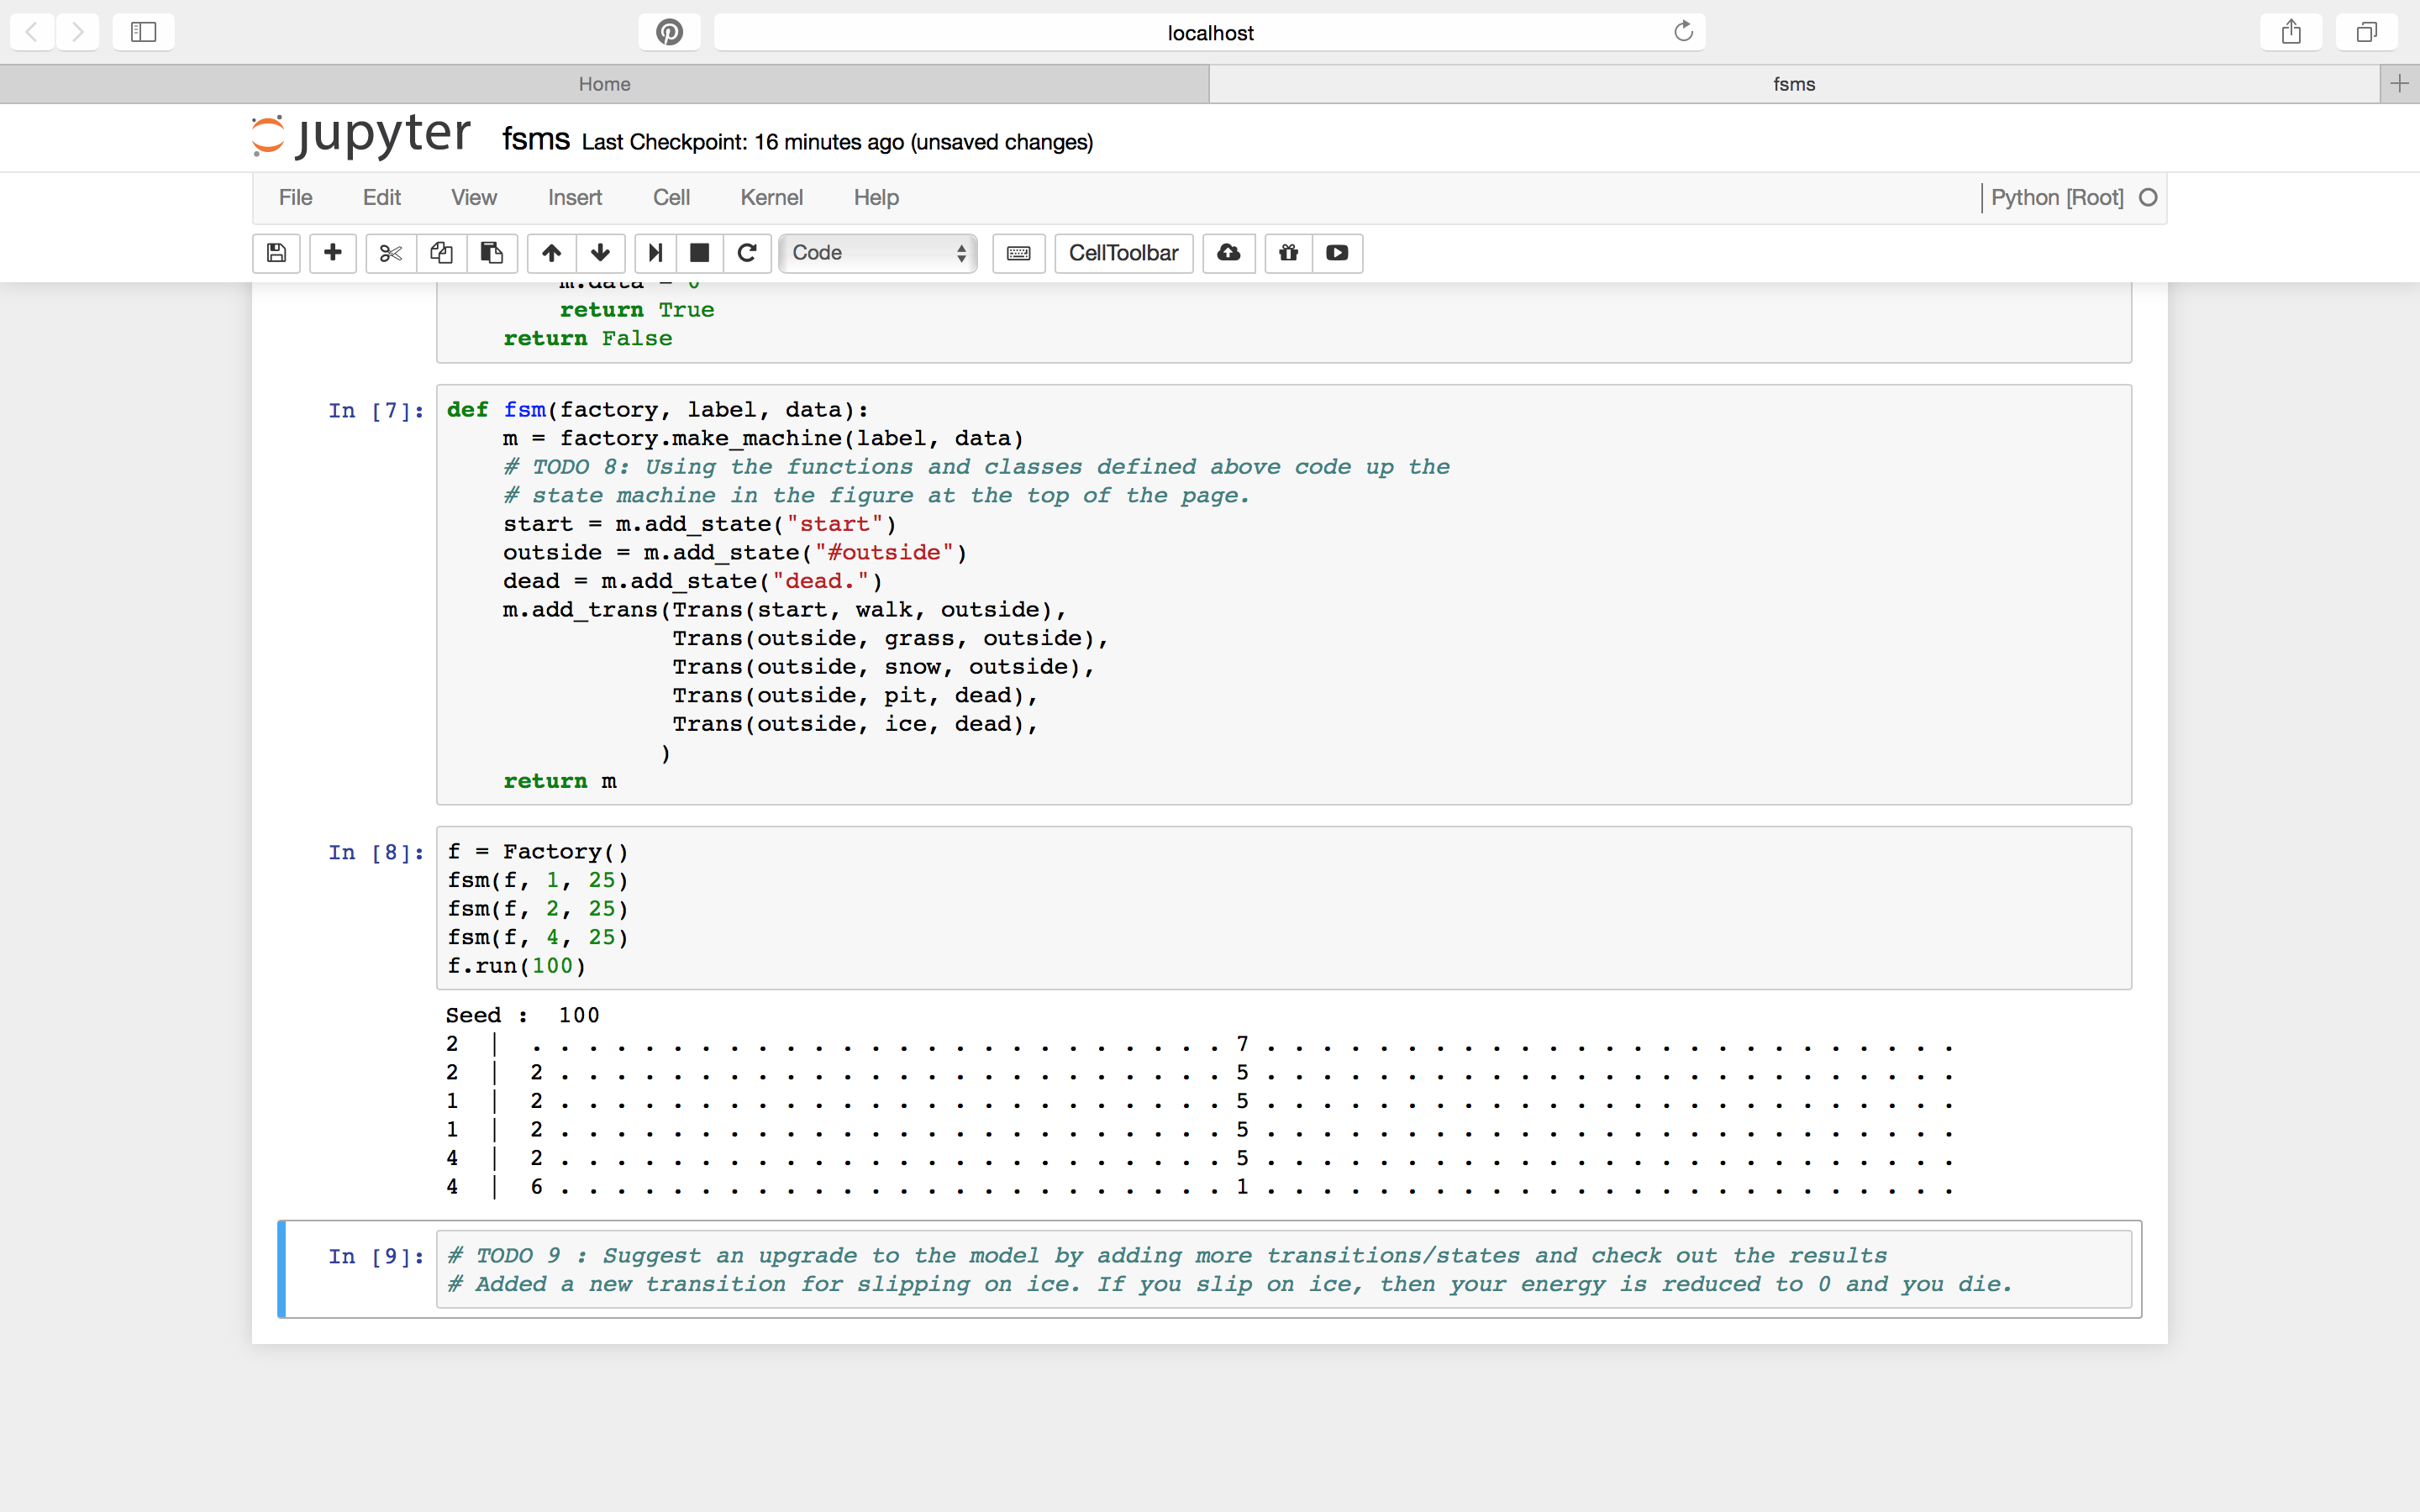 localhost
Home
fsms
jupyter fsms Last Checkpoint: 16 minutes ago (unsaved changes)
File Edit View Insert Cell Kernel Help Python [Root]
Code CellToolbar
m.data = 0
return True
return False
In [7]: def fsm(factory, label, data):
m = factory.make_machine(label, data)
# TODO 8: Using the functions and classes defined above code up the
# state machine in the figure at the top of the page.
start = m.add_state("start")
outside = m.add_state("#outside")
dead = m.add_state("dead.")
m.add_trans(Trans(start, walk, outside),
Trans(outside, grass, outside),
Trans(outside, snow, outside),
Trans(outside, pit, dead),
Trans(outside, ice, dead),
)
return m
In [8]: f = Factory()
fsm(f, 1, 25)
fsm(f, 2, 25)
fsm(f, 4, 25)
f.run(100)
Seed : 100
2 | . . . . . . . . . . . . . . . . . . . . . . . . . 7 . . . . . . . . . . . . . . . . . . . . . . . . .
2 | 2 . . . . . . . . . . . . . . . . . . . . . . . . 5 . . . . . . . . . . . . . . . . . . . . . . . . .
1 | 2 . . . . . . . . . . . . . . . . . . . . . . . . 5 . . . . . . . . . . . . . . . . . . . . . . . . .
1 | 2 . . . . . . . . . . . . . . . . . . . . . . . . 5 . . . . . . . . . . . . . . . . . . . . . . . . .
4 | 2 . . . . . . . . . . . . . . . . . . . . . . . . 5 . . . . . . . . . . . . . . . . . . . . . . . . .
4 | 6 . . . . . . . . . . . . . . . . . . . . . . . . 1 . . . . . . . . . . . . . . . . . . . . . . . . .
In [9]: # TODO 9 : Suggest an upgrade to the model by adding more transitions/states and check out the results
# Added a new transition for slipping on ice. If you slip on ice, then your energy is reduced to 0 and you die.